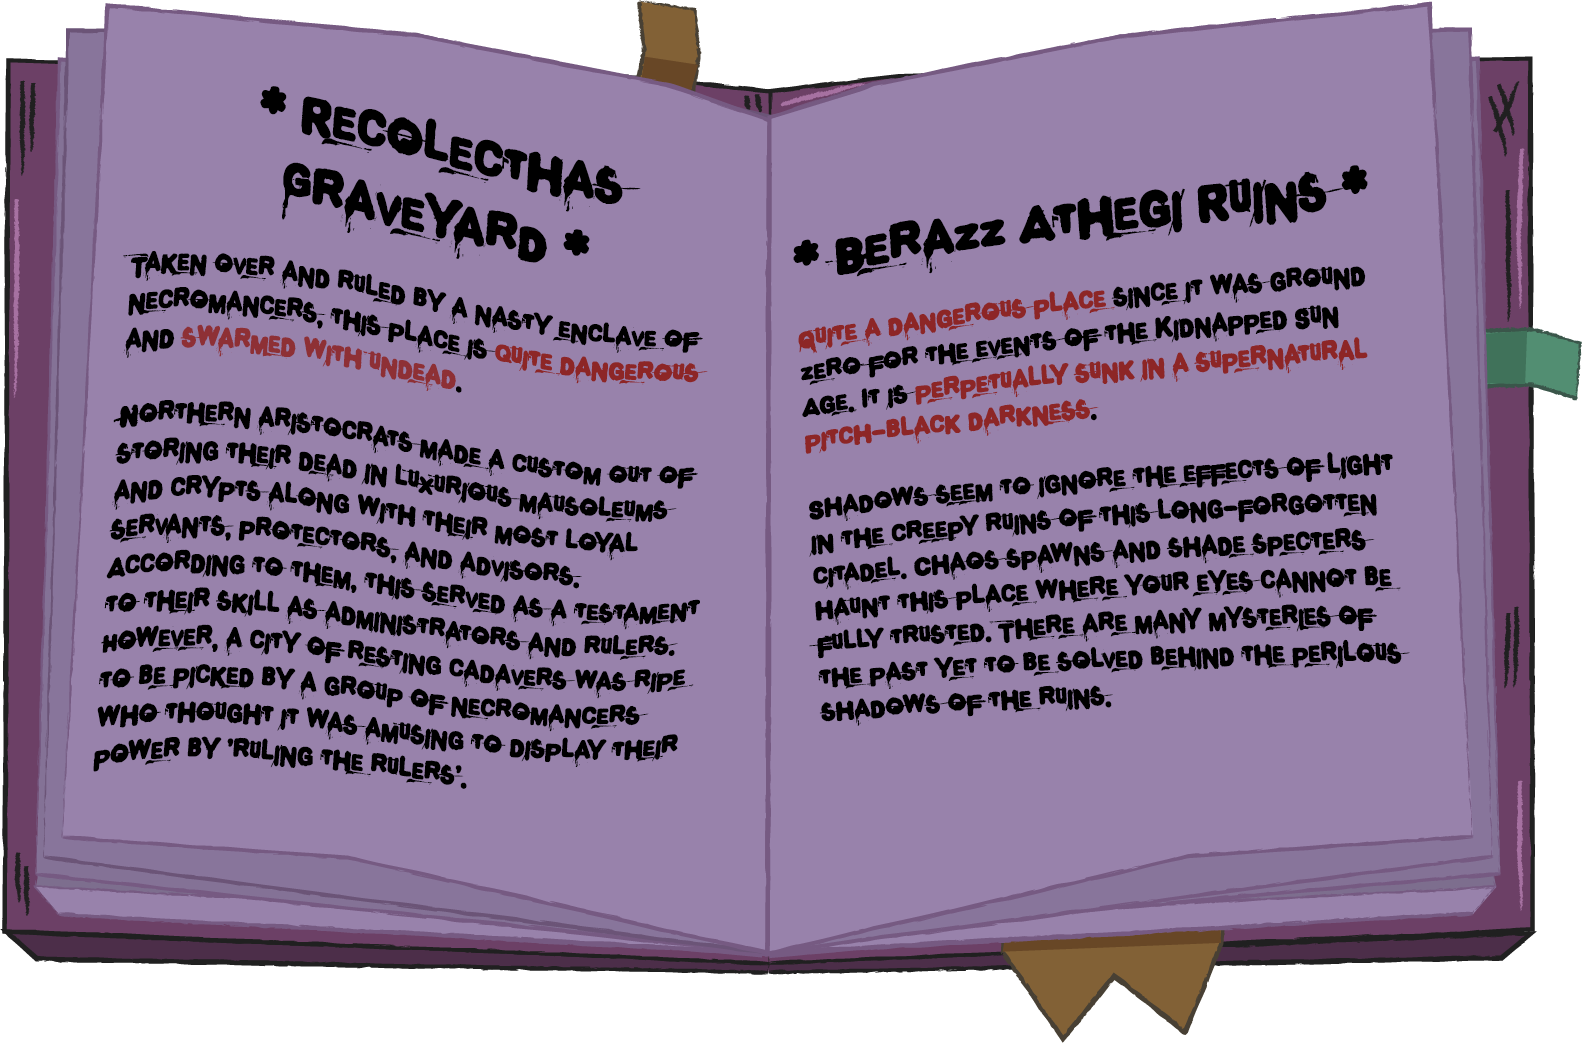 * RECOLECTHAS
GRAVEYARD *
TAKEN OVER AND RULED BY A NASTY ENCLAVE OF
NECROMANCERS, THIS PLACE IS QUITE DANGEROUS
AND SWARMED WITH UNDEAD.
NORTHERN ARISTOCRATS MADE A CUSTOM OUT OF
STORING THEIR DEAD IN LUXURIOUS MAUSOLEUMS
AND CRYPTS ALONG WITH THEIR MOST LOYAL
SERVANTS, PROTECTORS, AND ADVISORS.
ACCORDING TO THEM, THIS SERVED AS A TESTAMENT
TO THEIR SKILL AS ADMINISTRATORS AND RULERS.
HOWEVER, A CITY OF RESTING CADAVERS WAS RIPE
TO BE PICKED BY A GROUP OF NECROMANCERS
WHO THOUGHT IT WAS AMUSING TO DISPLAY THEIR
POWER BY 'RULING THE RULERS'.
* BERAZZ ATHEGI RUINS *
QUITE A DANGEROUS PLACE SINCE IT WAS GROUND
ZERO FOR THE EVENTS OF THE KIDNAPPED SUN
AGE. IT IS PERPETUALLY SUNK IN A SUPERNATURAL
PITCH-BLACK DARKNESS.
SHADOWS SEEM TO IGNORE THE EFFECTS OF LIGHT
IN THE CREEPY RUINS OF THIS LONG-FORGOTTEN
CITADEL. CHAOS SPAWNS AND SHADE SPECTERS
HAUNT THIS PLACE WHERE YOUR EYES CANNOT BE
FULLY TRUSTED. THERE ARE MANY MYSTERIES OF
THE PAST YET TO BE SOLVED BEHIND THE PERILOUS
SHADOWS OF THE RUINS.